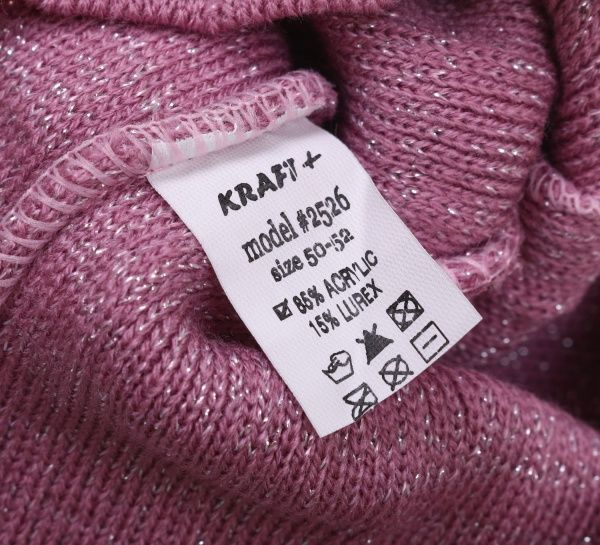 KRAFT +
model #2526
size 50-52
85% ACRYLIC
15% LUREX